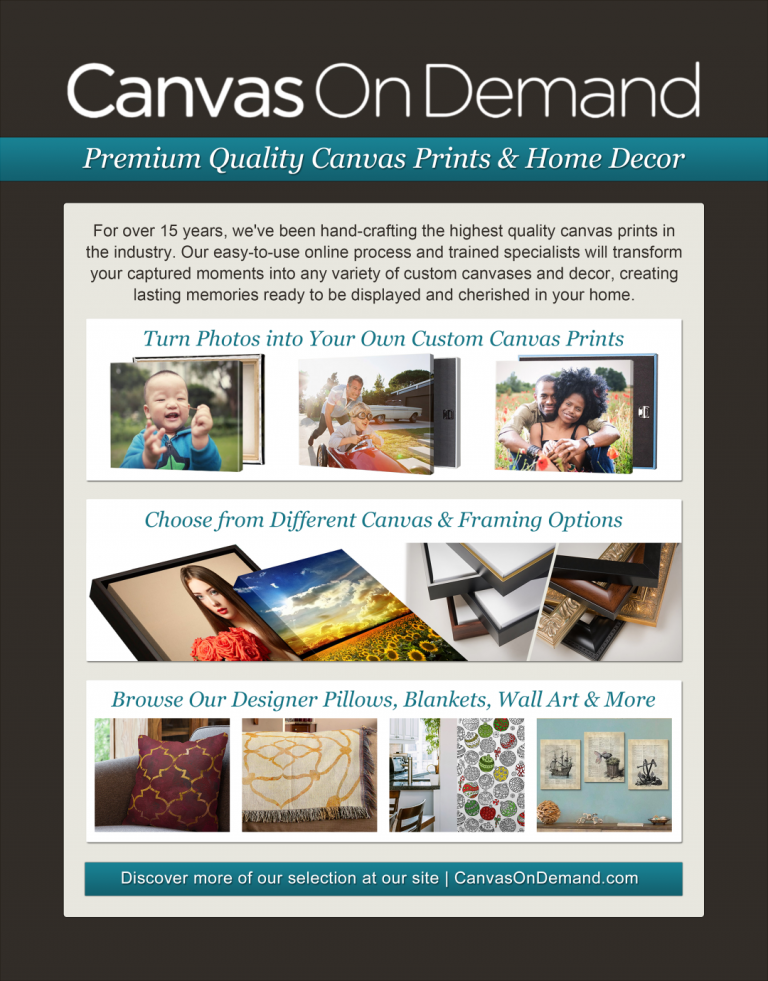 Canvas On Demand
Premium Quality Canvas Prints & Home Decor
For over 15 years, we've been hand-crafting the highest quality canvas prints in
the industry. Our easy-to-use online process and trained specialists will transform
your captured moments into any variety of custom canvases and decor, creating
lasting memories ready to be displayed and cherished in your home.
Turn Photos into Your Own Custom Canvas Prints
Choose from Different Canvas & Framing Options
Browse Our Designer Pillows, Blankets, Wall Art & More
Discover more of our selection at our site | CanvasOnDemand.com